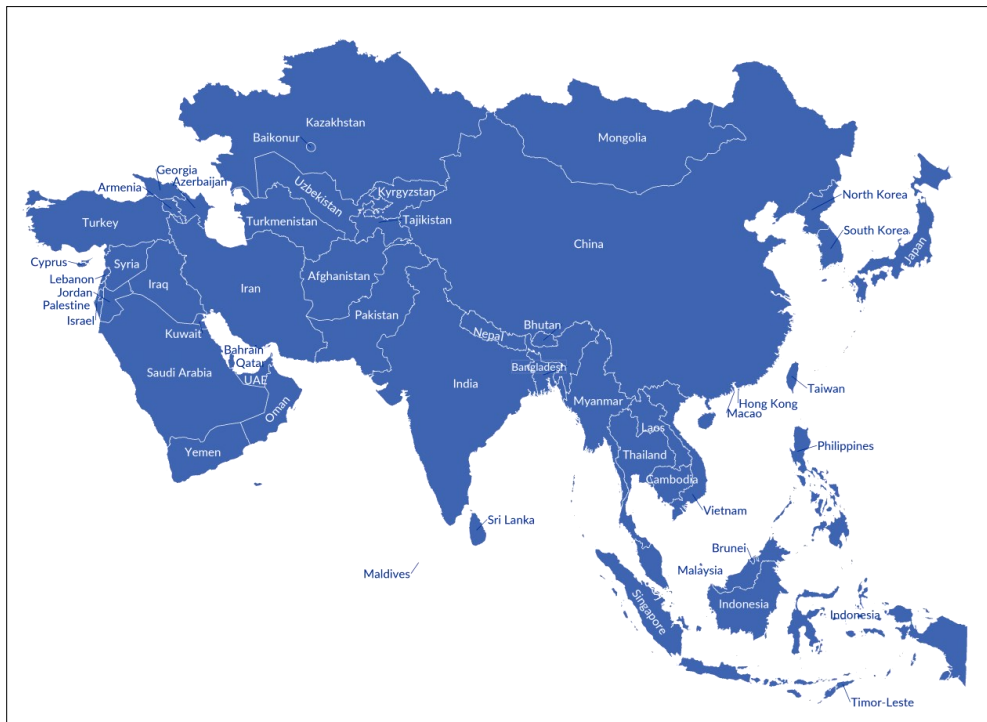 Kazakhstan
Mongolia
Baikonur
Georgia
Azerbaijan
Armenia
Uzbekistan
Kyrgyzstan
North Korea
Turkey
Turkmenistan
Tajikistan
South Korea
China
Japan
Cyprus
Syria
Afghanistan
Lebanon
Iraq
Iran
Jordan
Palestine
Pakistan
Israel
Kuwait
Nepal
Bhutan
Bahrain
Qatar
Bangladesh
Saudi Arabia
UAE
India
Taiwan
Myanmar
Hong Kong
Macao
Oman
Laos
Yemen
Thailand
Philippines
Cambodia
Vietnam
Sri Lanka
Brunei
Maldives
Malaysia
Singapore
Indonesia
Indonesia
Timor-Leste